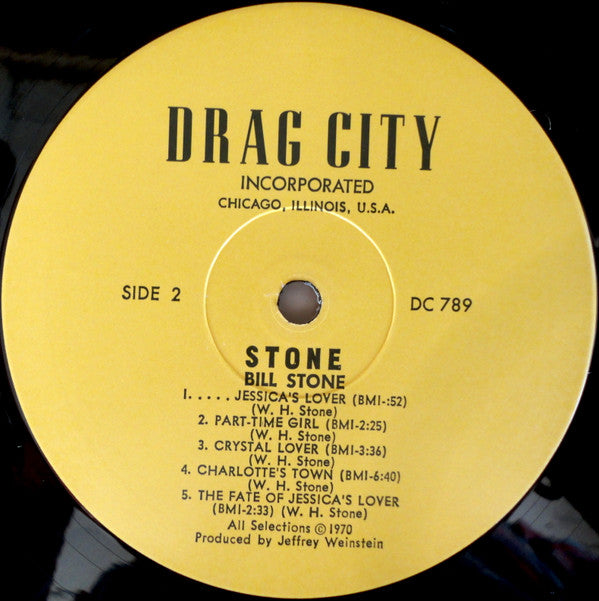 DRAG CITY
INCORPORATED
CHICAGO, ILLINOIS, U.S.A.
SIDE 2
DC 789
STONE
BILL STONE
1. . . . . JESSICA'S LOVER (BMI-:52)
(W. H. Stone)
2. PART-TIME GIRL (BMI-2:25)
(W. H. Stone)
3. CRYSTAL LOVER (BMI-3:36)
(W. H. Stone)
4. CHARLOTTE'S TOWN (BMI-6:40)
(W. H. Stone)
5. THE FATE OF JESSICA'S LOVER
(BMI-2:33) (W. H. Stone)
All Selections © 1970
Produced by Jeffrey Weinstein